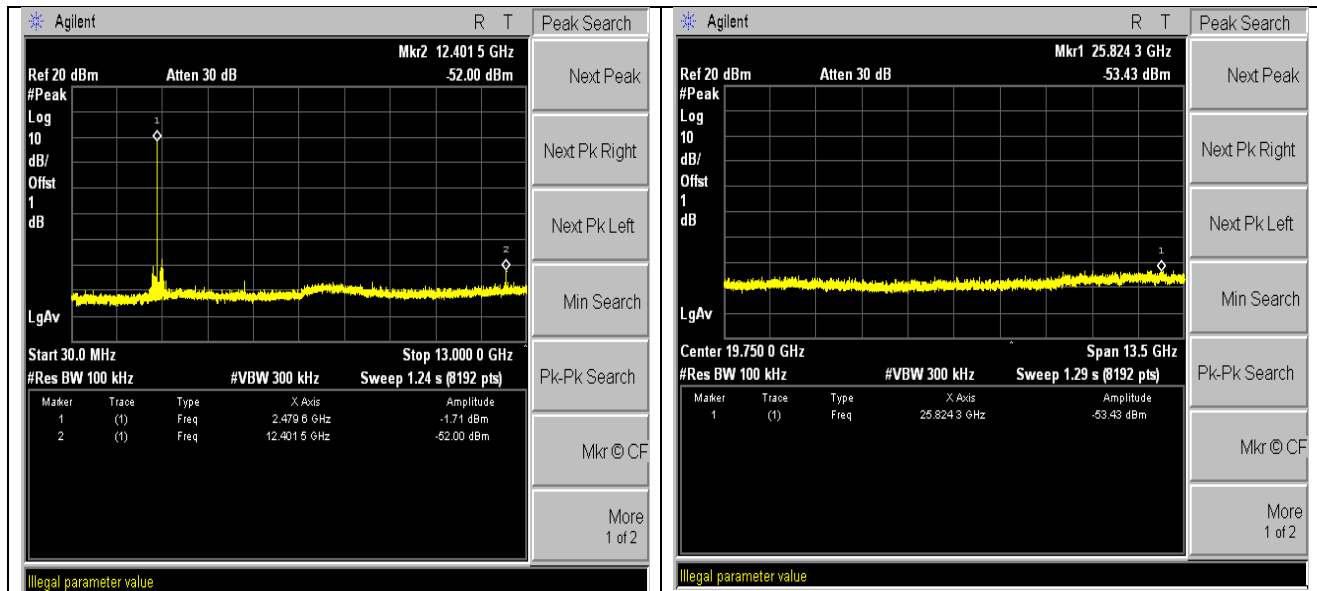 Agilent R T Peak Search
Mkr2 12.401 5 GHz
Ref 20 dBm Atten 30 dB -52.00 dBm
#Peak
Log
10
dB/
Offst
1
dB
LgAv
1
2
Start 30.0 MHz Stop 13.000 0 GHz
#Res BW 100 kHz #VBW 300 kHz Sweep 1.24 s (8192 pts)
Marker Trace Type X Axis Amplitude
1 (1) Freq 2.479 6 GHz -1.71 dBm
2 (1) Freq 12.401 5 GHz -52.00 dBm
Illegal parameter value
Next Peak
Next Pk Right
Next Pk Left
Min Search
Pk-Pk Search
Mkr © CF
More
1 of 2
Agilent R T Peak Search
Mkr1 25.824 3 GHz
Ref 20 dBm Atten 30 dB -53.43 dBm
#Peak
Log
10
dB/
Offst
1
dB
LgAv
1
Center 19.750 0 GHz Span 13.5 GHz
#Res BW 100 kHz #VBW 300 kHz Sweep 1.29 s (8192 pts)
Marker Trace Type X Axis Amplitude
1 (1) Freq 25.824 3 GHz -53.43 dBm
Illegal parameter value
Next Peak
Next Pk Right
Next Pk Left
Min Search
Pk-Pk Search
Mkr © CF
More
1 of 2